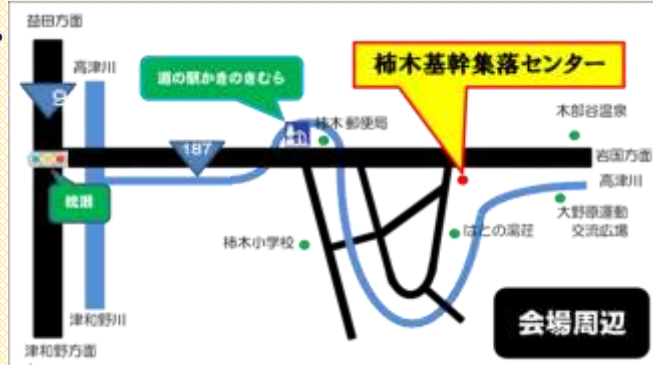 益田方面
高津川
9
道の駅かきのきむら
柿木基幹集落センター
柿木郵便局
187
木部谷温泉
岩国方面
高津川
枕瀬
大野原運動
交流広場
柿木小学校
はとの湯荘
津和野川
会場周辺
津和野方面